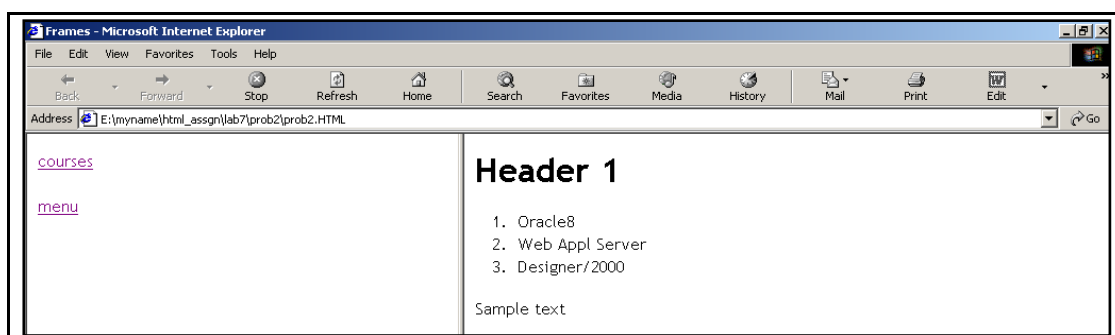 Frames - Microsoft Internet Explorer
File Edit View Favorites Tools Help
Back Forward Stop Refresh Home Search Favorites Media History Mail Print Edit »
Address E:\myname\html_assgn\lab7\prob2\prob2.HTML Go
courses
menu
Header 1
1. Oracle8
2. Web Appl Server
3. Designer/2000
Sample text